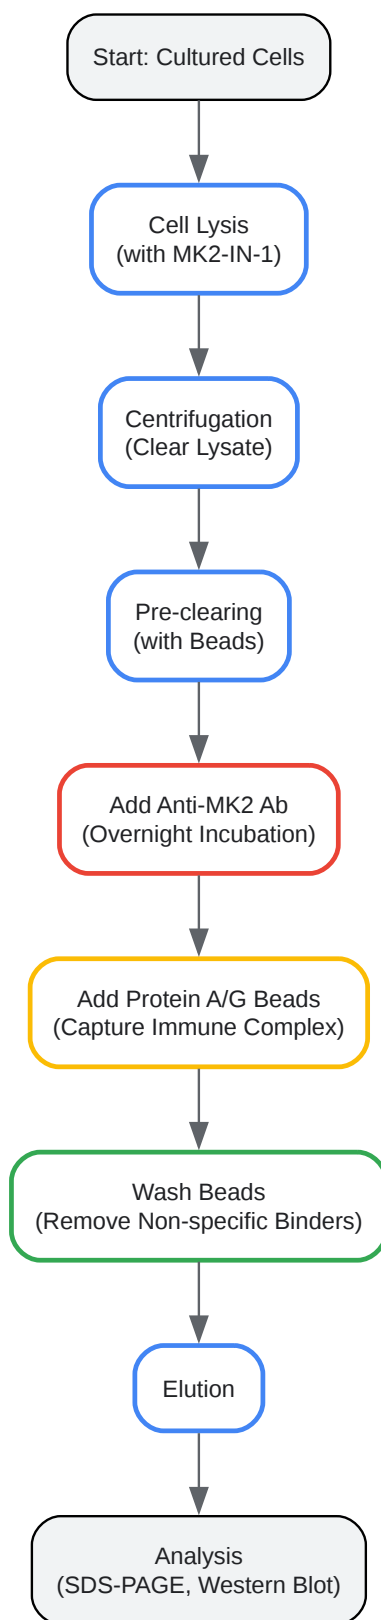 Start: Cultured Cells
Cell Lysis
(with MK2-IN-1)
Centrifugation
(Clear Lysate)
Pre-clearing
(with Beads)
Add Anti-MK2 Ab
(Overnight Incubation)
Add Protein A/G Beads
(Capture Immune Complex)
Wash Beads
(Remove Non-specific Binders)
Elution
Analysis
(SDS-PAGE, Western Blot)